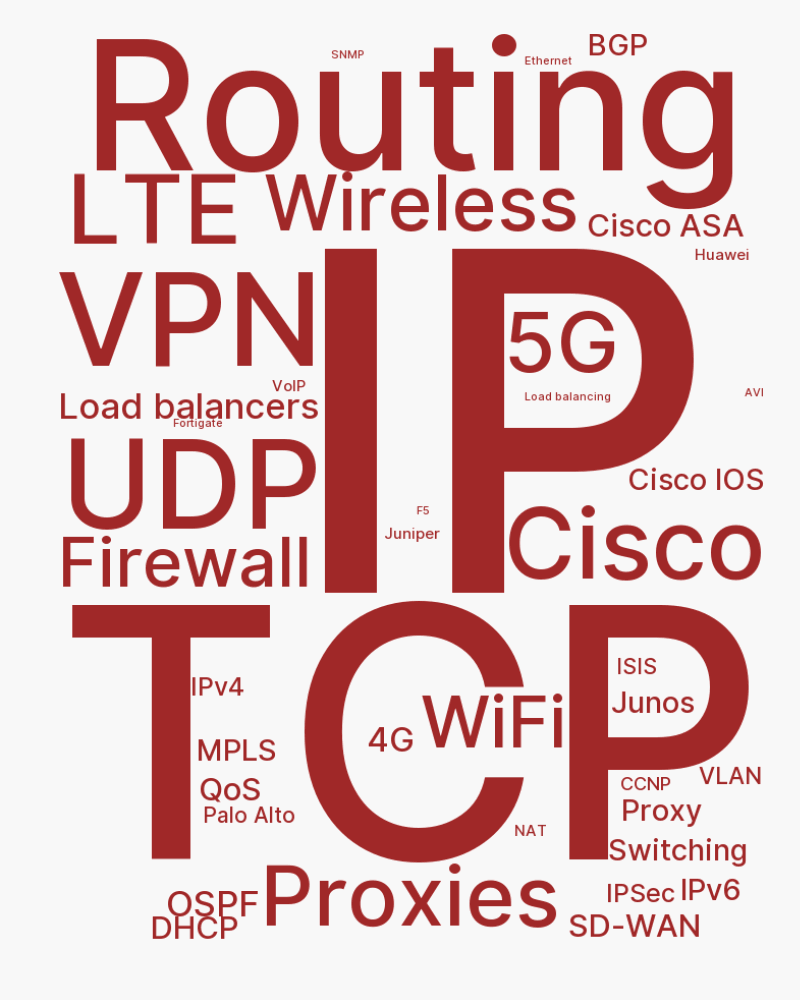 SNMP
Ethernet
BGP
Routing
LTE
Wireless
Cisco ASA
Huawei
VPN
IP
5G
VoIP
Load balancers
Load balancing
AVI
Fortigate
UDP
Cisco IOS
F5
Juniper
Cisco
Firewall
TCP
IPv4
ISIS
Junos
WiFi
4G
MPLS
VLAN
QoS
CCNP
Palo Alto
Proxy
NAT
Switching
Proxies
OSPF
IPSec
IPv6
DHCP
SD-WAN